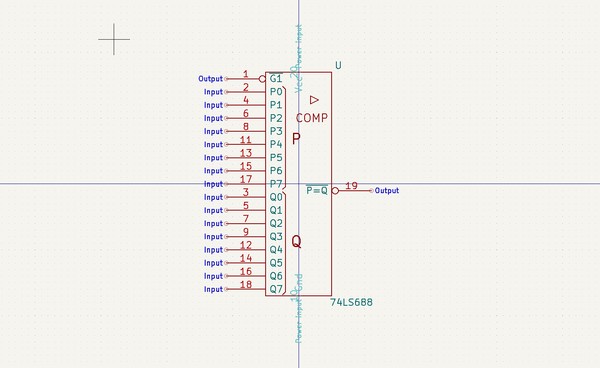 Power input
20
Vcc
U
Output 1 G1
Input 2 P0
Input 4 P1
Input 6 P2
COMP
Input 8 P3
P
Input 11 P4
Input 13 P5
Input 15 P6
Input 17 P7
P=Q 19 Output
Input 3 Q0
Input 5 Q1
Input 7 Q2
Input 9 Q3
Q
Input 12 Q4
Input 14 Q5
Input 16 Q6
Input 18 Q7
Gnd
10
Power input
74LS688